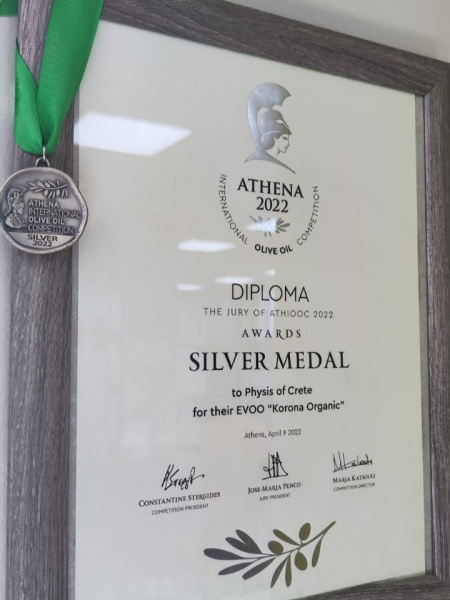 ATHENA
INTERNATIONAL
OLIVE OIL
COMPETITION
SILVER
2022
ATHENA
2022
INTERNATIONAL OLIVE OIL COMPETITION
DIPLOMA
THE JURY OF ATHIOOC 2022
AWARDS
SILVER MEDAL
to Physis of Crete
for their EVOO "Korona Organic"
Athens, April 9 2022
CONSTANTINE STERGIDES
COMPETITION PRESIDENT
JOSE-MARJA PENCO
JURY PRESIDENT
MARJA KATSOULI
COMPETITION DIRECTOR